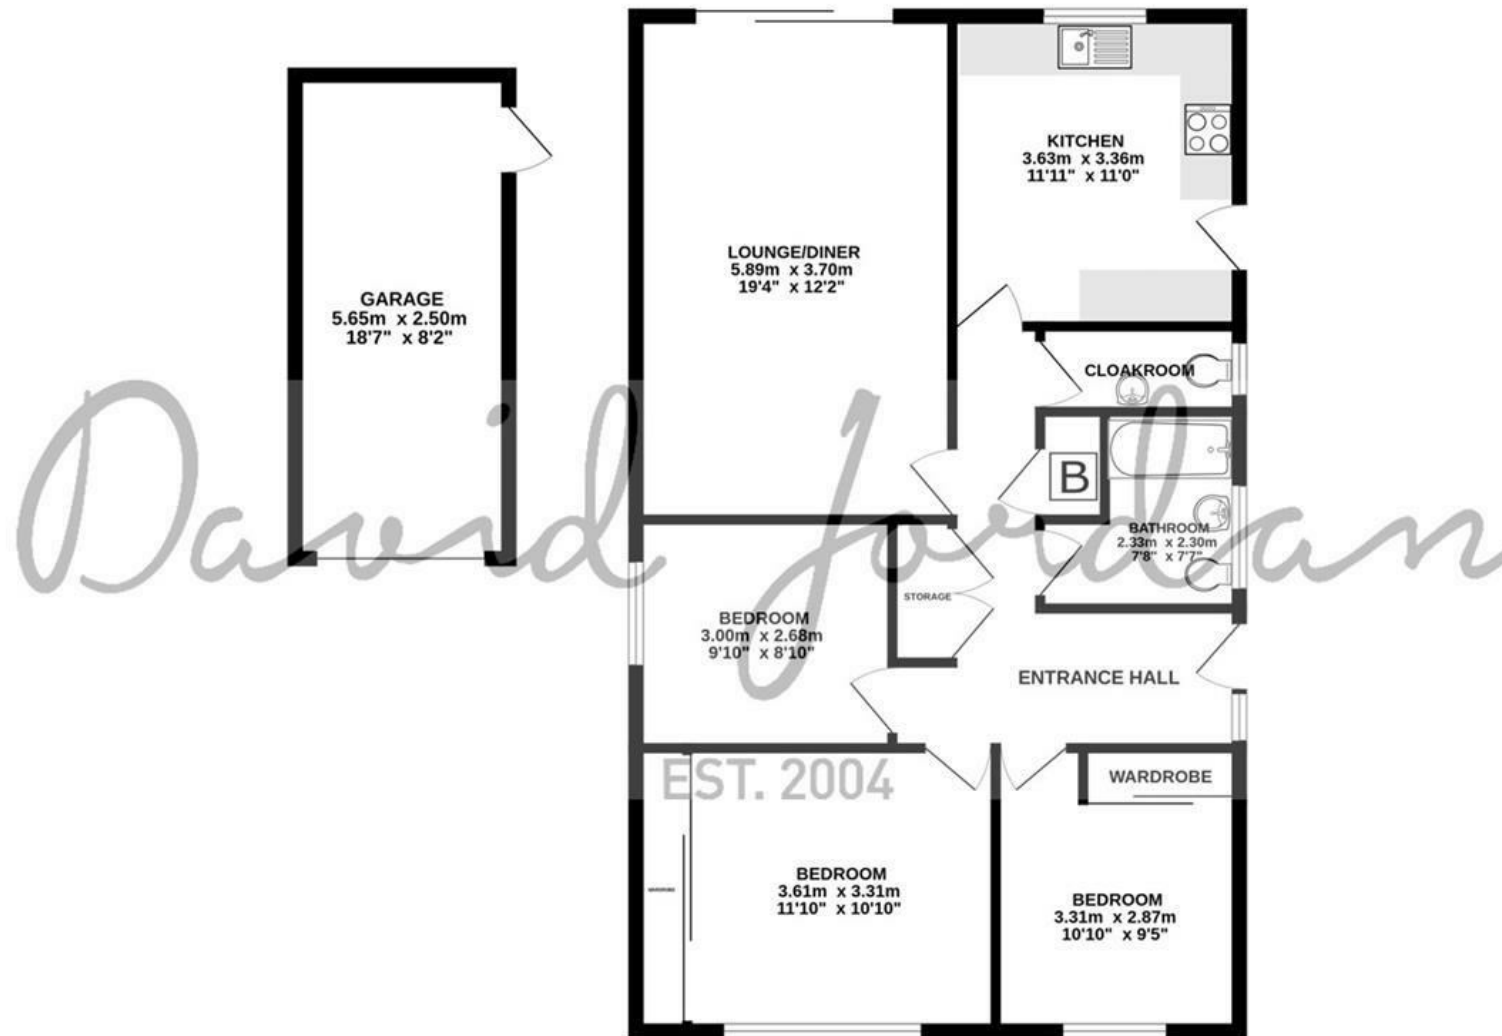 KITCHEN
3.63m x 3.36m
11'11" x 11'0"
LOUNGE/DINER
5.89m x 3.70m
19'4" x 12'2"
GARAGE
5.65m x 2.50m
18'7" x 8'2"
CLOAKROOM
B
BATHROOM
2.33m x 2.30m
7'8" x 7'7"
David Jordan
STORAGE
BEDROOM
3.00m x 2.68m
9'10" x 8'10"
ENTRANCE HALL
EST. 2004
WARDROBE
BEDROOM
3.61m x 3.31m
11'10" x 10'10"
WARDROBE
BEDROOM
3.31m x 2.87m
10'10" x 9'5"